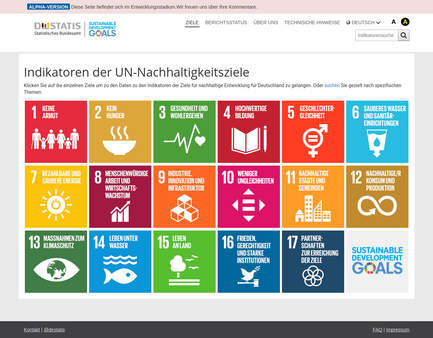 ALPHA-VERSION Diese Seite befindet sich im Entwicklungsstadium. Wir freuen uns über Ihre Kommentare.
DESTATIS
Statistisches Bundesamt
SUSTAINABLE
DEVELOPMENT
GOALS
ZIELE BERICHTSSTATUS ÜBER UNS TECHNISCHE HINWEISE DEUTSCH A A
Indikatorensuche
Indikatoren der UN-Nachhaltigkeitsziele
Klicken Sie auf die einzelnen Ziele um zu den Daten zu den Indikatoren der Ziele für nachhaltige Entwicklung für Deutschland zu gelangen. Oder suchen Sie gezielt nach spezifischen
Themen.
1 KEINE
ARMUT
2 KEIN
HUNGER
3 GESUNDHEIT UND
WOHLERGEHEN
4 HOCHWERTIGE
BILDUNG
5 GESCHLECHTER-
GLEICHHEIT
6 SAUBERES WASSER
UND SANITÄR-
EINRICHTUNGEN
7 BEZAHLBARE UND
SAUBERE ENERGIE
8 MENSCHENWÜRDIGE
ARBEIT UND
WIRTSCHAFTS-
WACHSTUM
9 INDUSTRIE,
INNOVATION UND
INFRASTRUKTUR
10 WENIGER
UNGLEICHHEITEN
11 NACHHALTIGE
STÄDTE UND
GEMEINDEN
12 NACHHALTIGE/R
KONSUM UND
PRODUKTION
13 MASSNAHMEN ZUM
KLIMASCHUTZ
14 LEBEN UNTER
WASSER
15 LEBEN
AN LAND
16 FRIEDEN,
GERECHTIGKEIT
UND STARKE
INSTITUTIONEN
17 PARTNER-
SCHAFTEN
ZUR ERREICHUNG
DER ZIELE
SUSTAINABLE
DEVELOPMENT
GOALS
Kontakt | @destatis
FAQ | Impressum